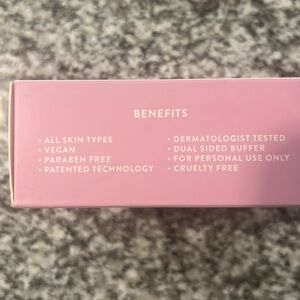 BENEFITS
• ALL SKIN TYPES
• VEGAN
• PARABEN FREE
• PATENTED TECHNOLOGY
• DERMATOLOGIST TESTED
• DUAL SIDED BUFFER
• FOR PERSONAL USE ONLY
• CRUELTY FREE